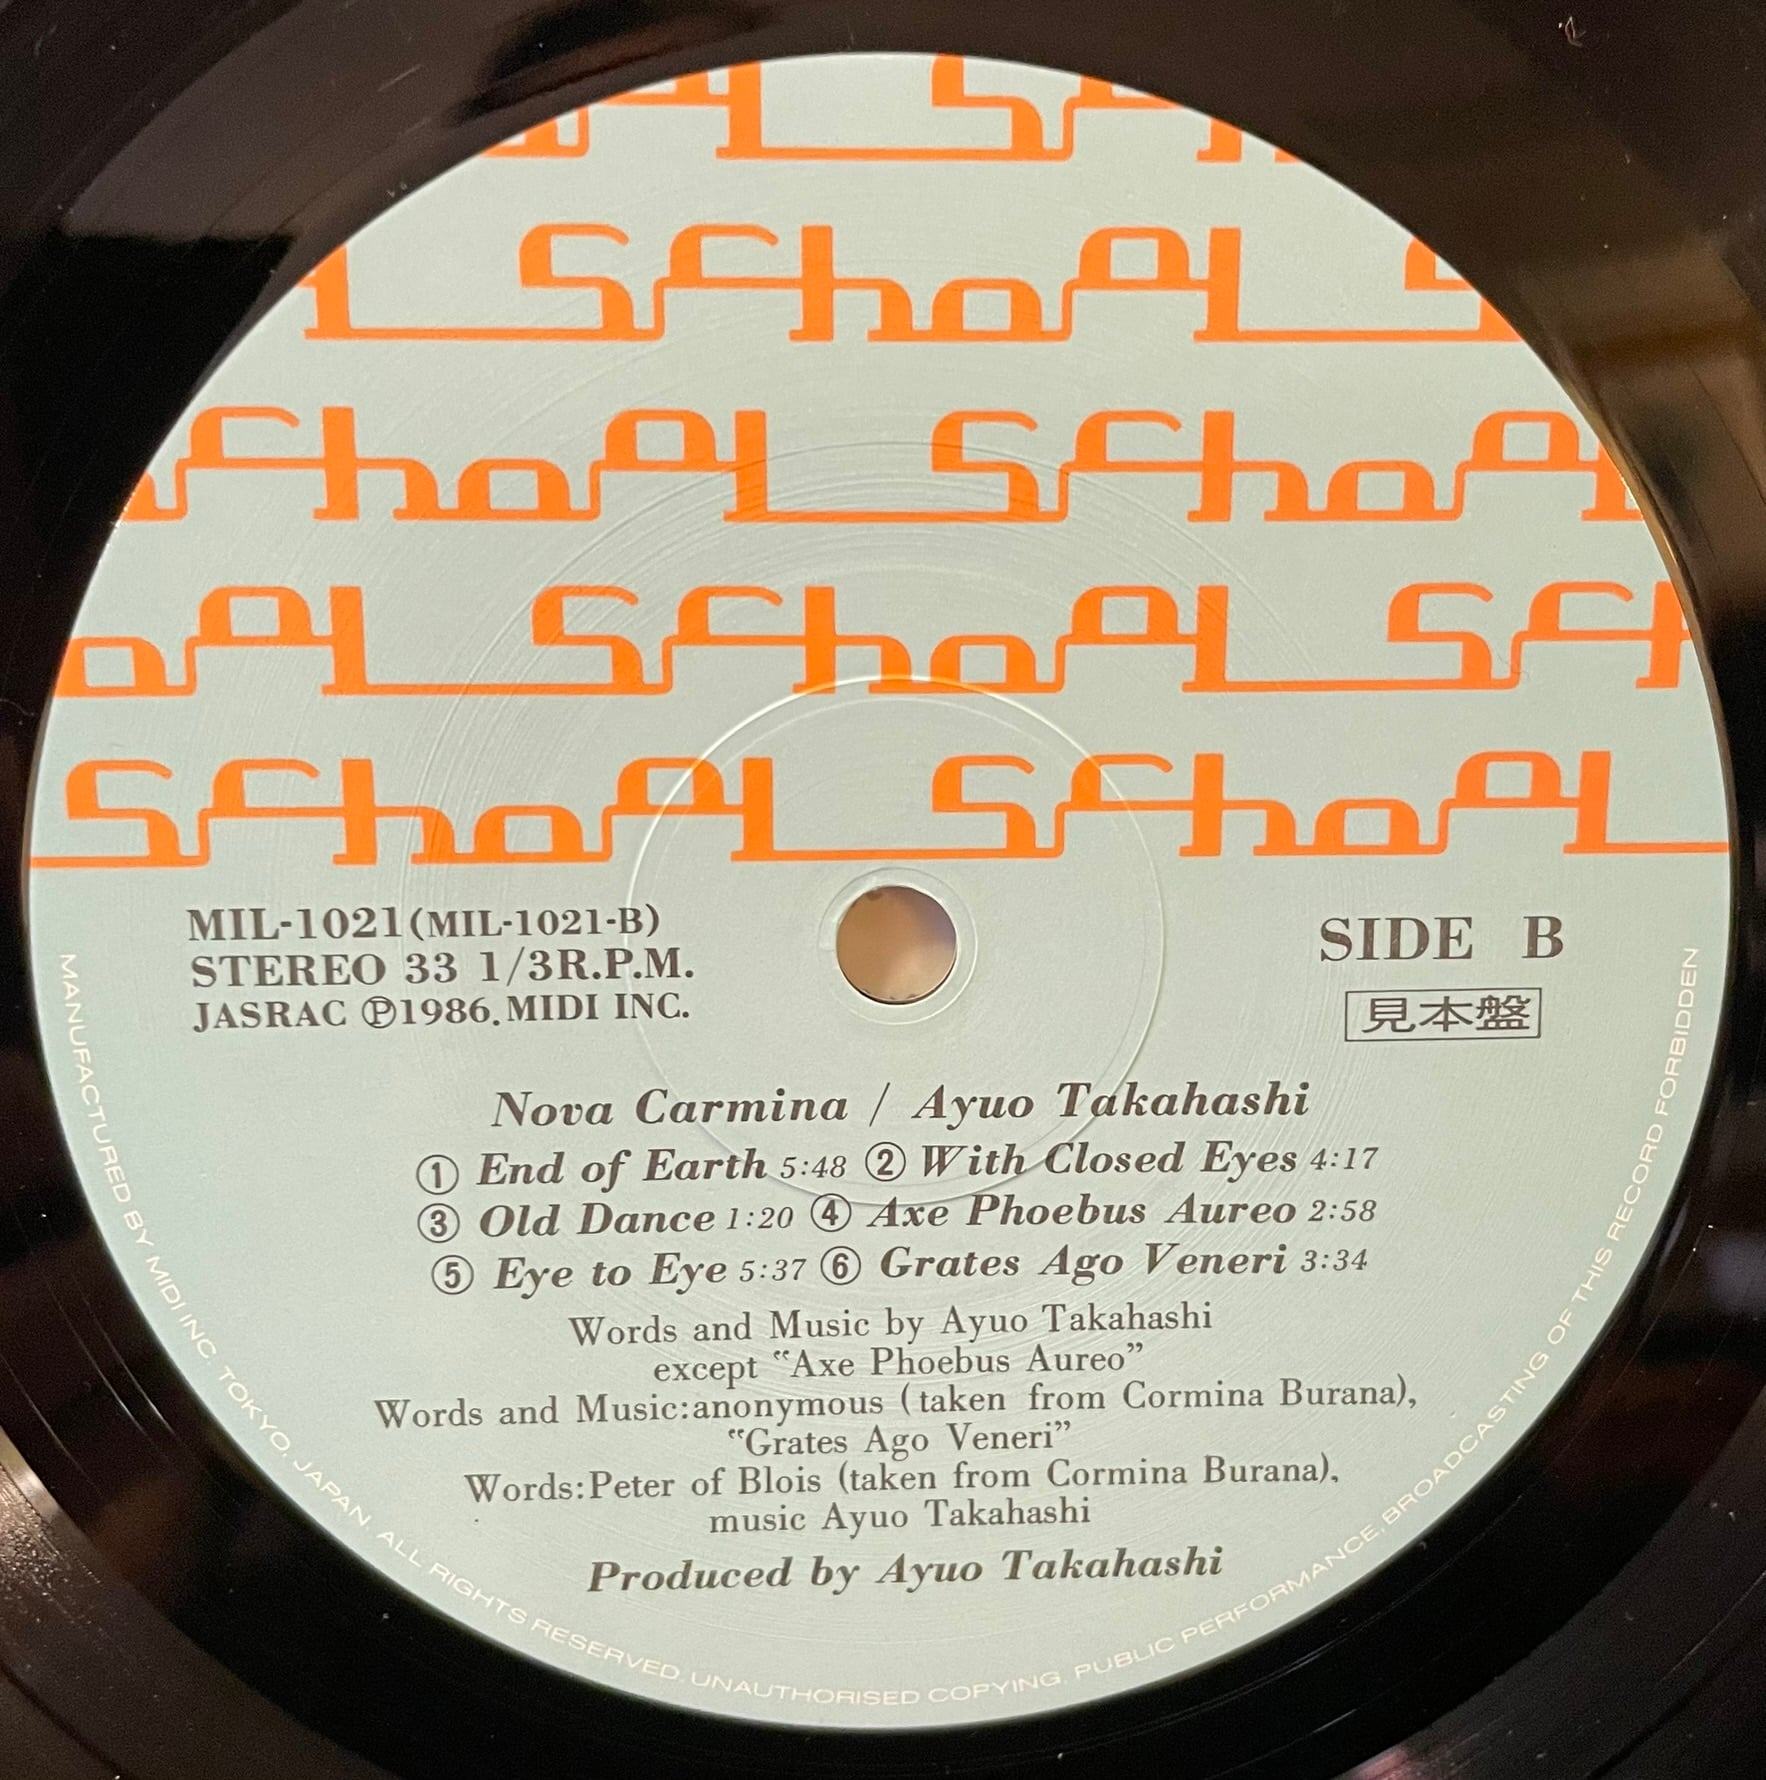 School
School School
School School
School School
School School
MIL-1021(MIL-1021-B)
STEREO 33 1/3R.P.M.
JASRAC Ⓟ1986. MIDI INC.
SIDE B
見本盤
Nova Carmina / Ayuo Takahashi
① End of Earth 5:48 ② With Closed Eyes 4:17
③ Old Dance 1:20 ④ Axe Phoebus Aureo 2:58
⑤ Eye to Eye 5:37 ⑥ Grates Ago Veneri 3:34
Words and Music by Ayuo Takahashi
except "Axe Phoebus Aureo"
Words and Music:anonymous (taken from Cormina Burana),
"Grates Ago Veneri"
Words:Peter of Blois (taken from Cormina Burana),
music Ayuo Takahashi
Produced by Ayuo Takahashi
MANUFACTURED BY MIDI INC. TOKYO, JAPAN. ALL RIGHTS RESERVED. UNAUTHORISED COPYING, PUBLIC PERFORMANCE, BROADCASTING OF THIS RECORD FORBIDDEN